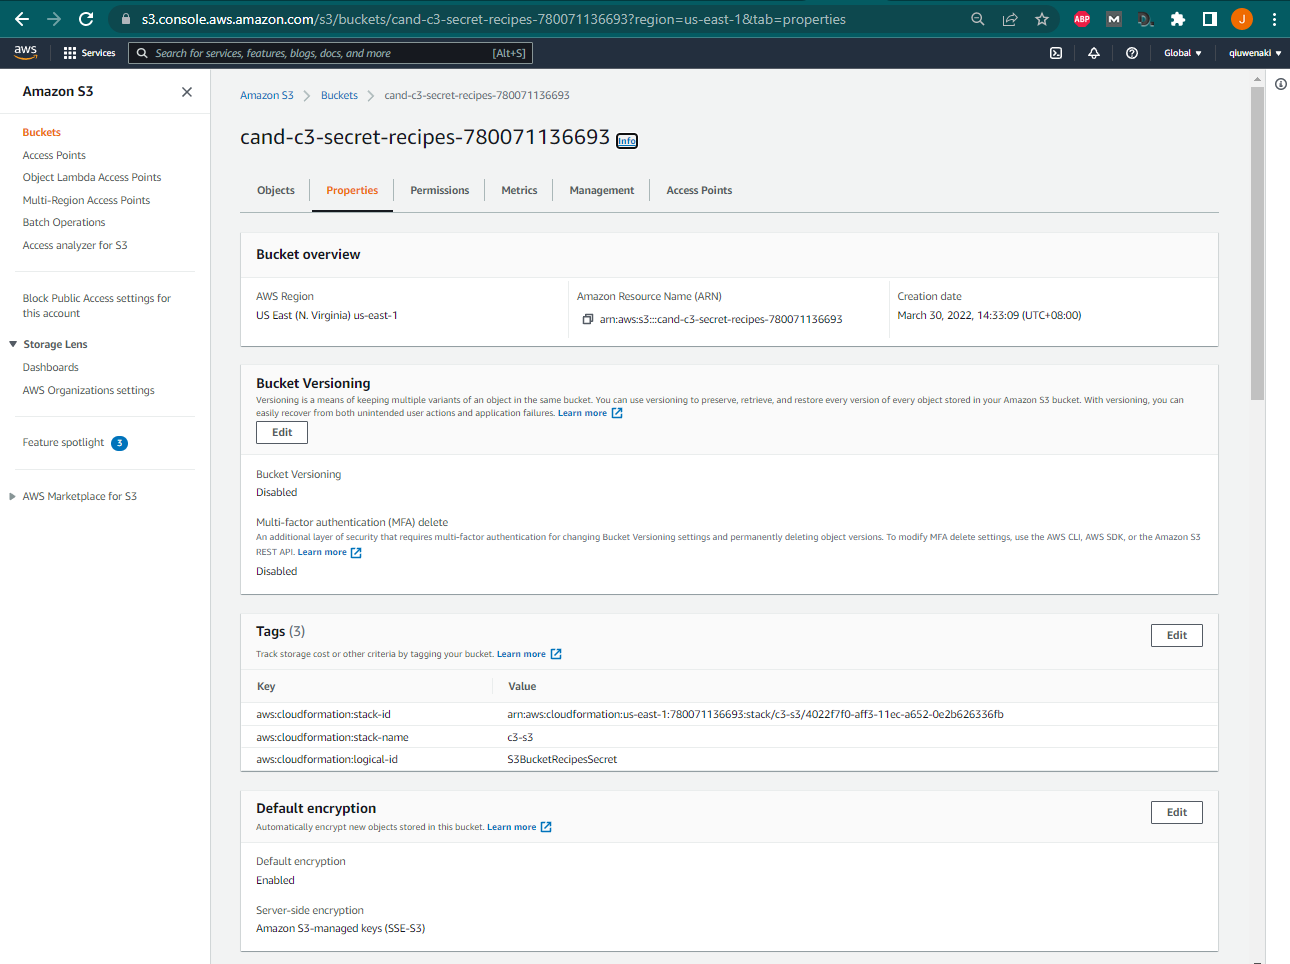 s3.console.aws.amazon.com/s3/buckets/cand-c3-secret-recipes-780071136693?region=us-east-1&tab=properties
ABP
M
D
J
aws
Services
Search for services, features, blogs, docs, and more
[Alt+S]
Global
qiuwenaki
Amazon S3
Buckets
Access Points
Object Lambda Access Points
Multi-Region Access Points
Batch Operations
Access analyzer for S3
Block Public Access settings for
this account
Storage Lens
Dashboards
AWS Organizations settings
Feature spotlight 3
AWS Marketplace for S3
Amazon S3 > Buckets > cand-c3-secret-recipes-780071136693
cand-c3-secret-recipes-780071136693 Info
Objects
Properties
Permissions
Metrics
Management
Access Points
Bucket overview
AWS Region
US East (N. Virginia) us-east-1
Amazon Resource Name (ARN)
arn:aws:s3:::cand-c3-secret-recipes-780071136693
Creation date
March 30, 2022, 14:33:09 (UTC+08:00)
Bucket Versioning
Versioning is a means of keeping multiple variants of an object in the same bucket. You can use versioning to preserve, retrieve, and restore every version of every object stored in your Amazon S3 bucket. With versioning, you can
easily recover from both unintended user actions and application failures. Learn more
Edit
Bucket Versioning
Disabled
Multi-factor authentication (MFA) delete
An additional layer of security that requires multi-factor authentication for changing Bucket Versioning settings and permanently deleting object versions. To modify MFA delete settings, use the AWS CLI, AWS SDK, or the Amazon S3
REST API. Learn more
Disabled
Tags (3)
Edit
Track storage cost or other criteria by tagging your bucket. Learn more
Key
Value
aws:cloudformation:stack-id
arn:aws:cloudformation:us-east-1:780071136693:stack/c3-s3/4022f7f0-aff3-11ec-a652-0e2b626336fb
aws:cloudformation:stack-name
c3-s3
aws:cloudformation:logical-id
S3BucketRecipesSecret
Default encryption
Edit
Automatically encrypt new objects stored in this bucket. Learn more
Default encryption
Enabled
Server-side encryption
Amazon S3-managed keys (SSE-S3)